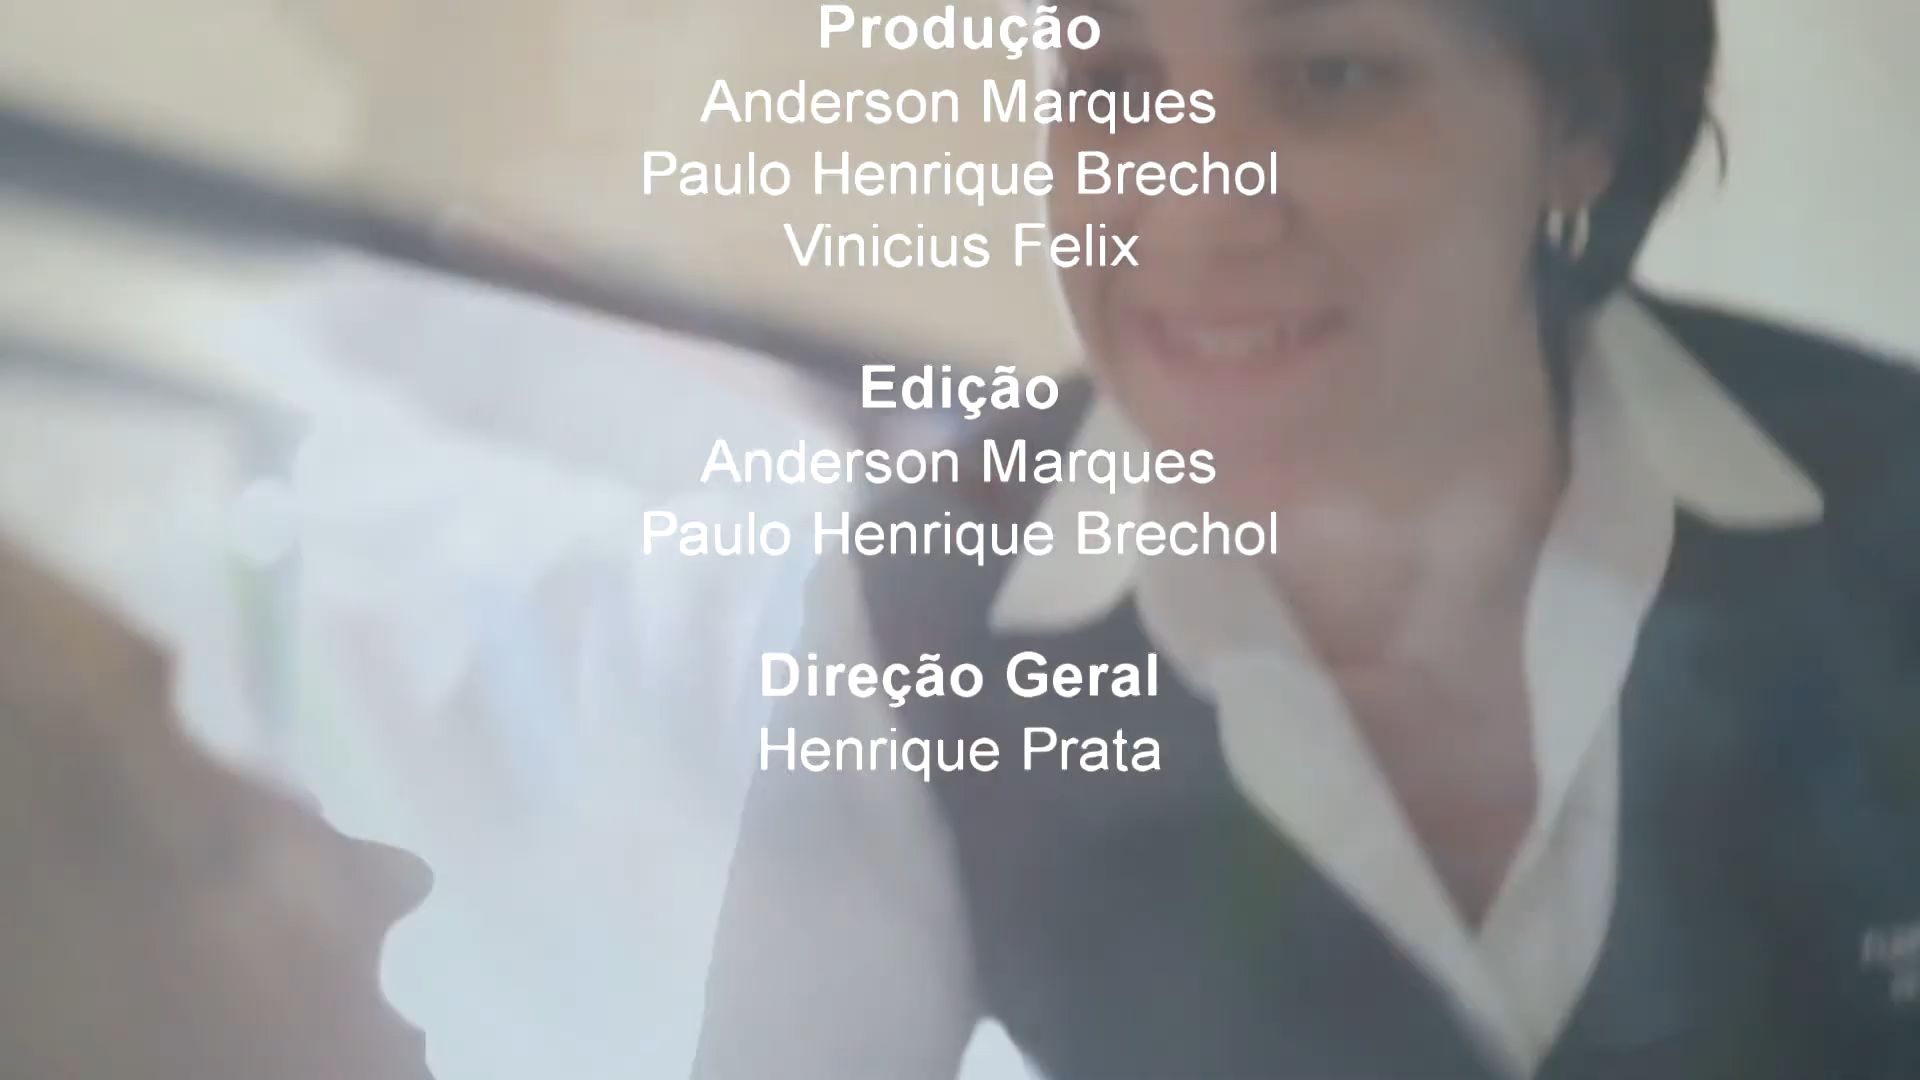 Produção
Anderson Marques
Paulo Henrique Brechol
Vinicius Felix
Edição
Anderson Marques
Paulo Henrique Brechol
Direção Geral
Henrique Prata